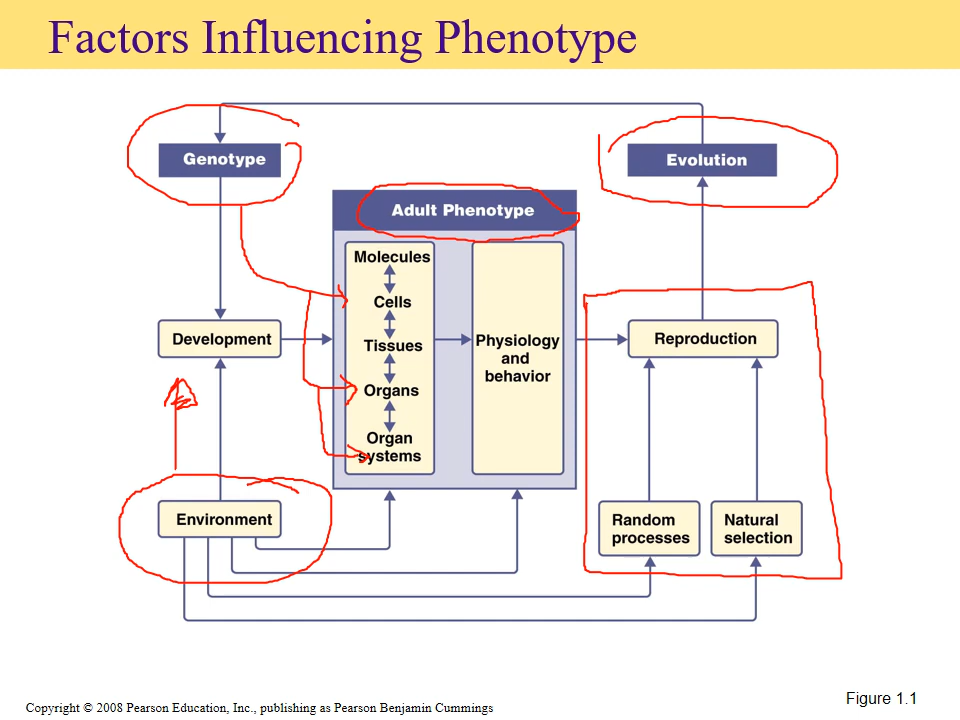 Factors Influencing Phenotype
Genotype
Evolution
Adult Phenotype
Molecules
Cells
Tissues
Organs
Organ
systems
Physiology
and
behavior
Development
Reproduction
Environment
Random
processes
Natural
selection
Figure 1.1
Copyright © 2008 Pearson Education, Inc., publishing as Pearson Benjamin Cummings